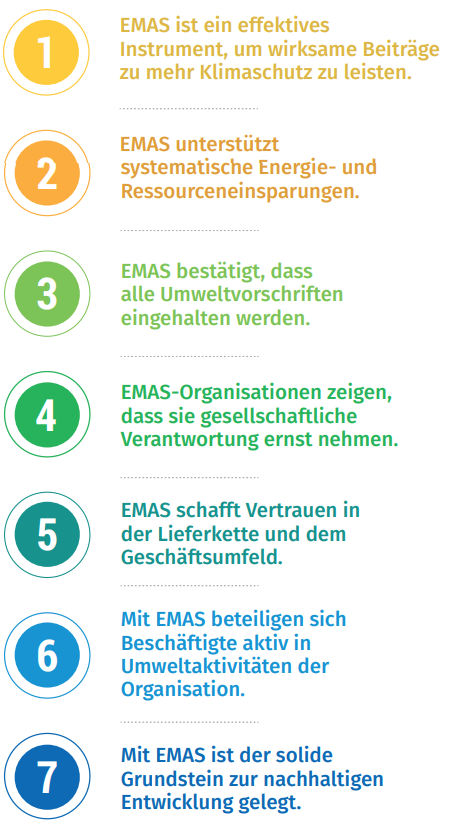 1
EMAS ist ein effektives
Instrument, um wirksame Beiträge
zu mehr Klimaschutz zu leisten.
2
EMAS unterstützt
systematische Energie- und
Ressourceneinsparungen.
3
EMAS bestätigt, dass
alle Umweltvorschriften
eingehalten werden.
4
EMAS-Organisationen zeigen,
dass sie gesellschaftliche
Verantwortung ernst nehmen.
5
EMAS schafft Vertrauen in
der Lieferkette und dem
Geschäftsumfeld.
6
Mit EMAS beteiligen sich
Beschäftigte aktiv in
Umweltaktivitäten der
Organisation.
7
Mit EMAS ist der solide
Grundstein zur nachhaltigen
Entwicklung gelegt.